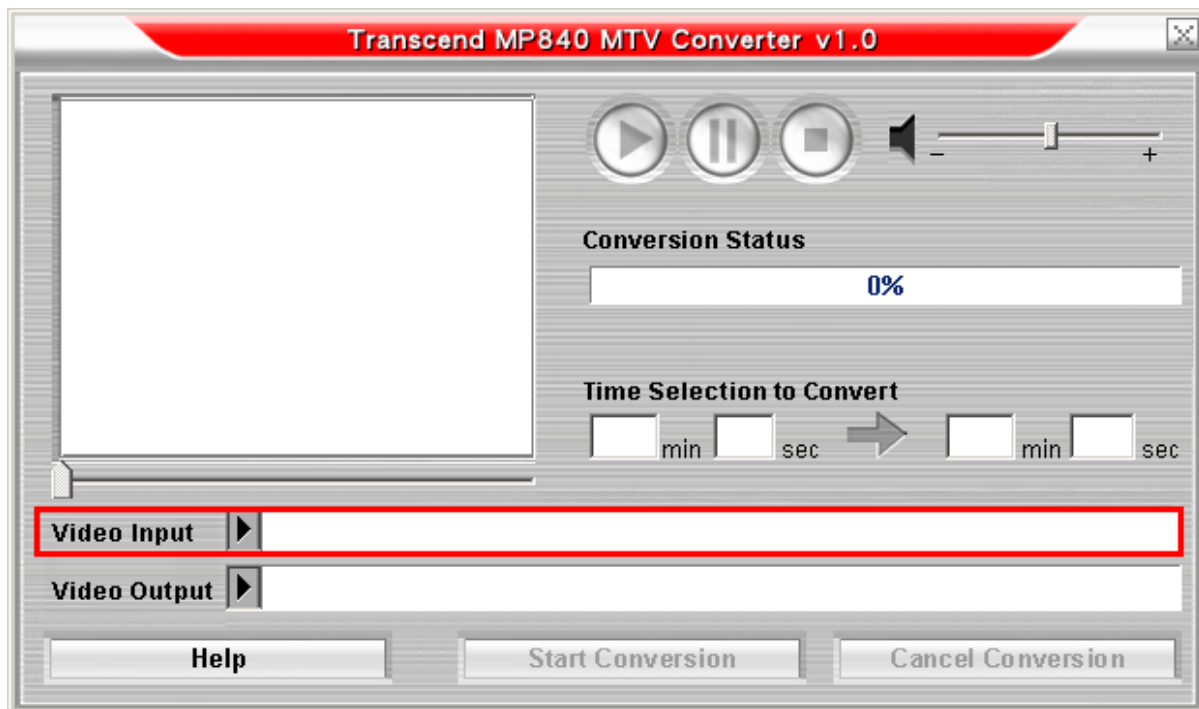 Transcend MP840 MTV Converter v1.0
- +
Conversion Status
0%
Time Selection to Convert
min sec min sec
Video Input
Video Output
Help Start Conversion Cancel Conversion